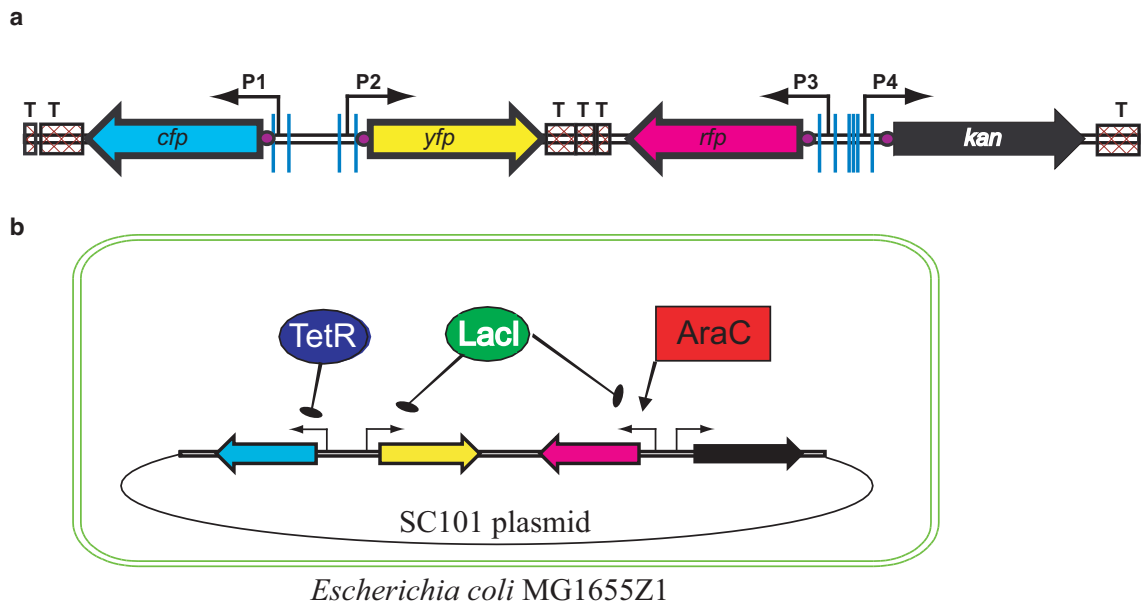 a
P1 P2 P3 P4
T T T T T T
cfp yfp rfp kan
b
TetR LacI AraC
SC101 plasmid
Escherichia coli MG1655Z1